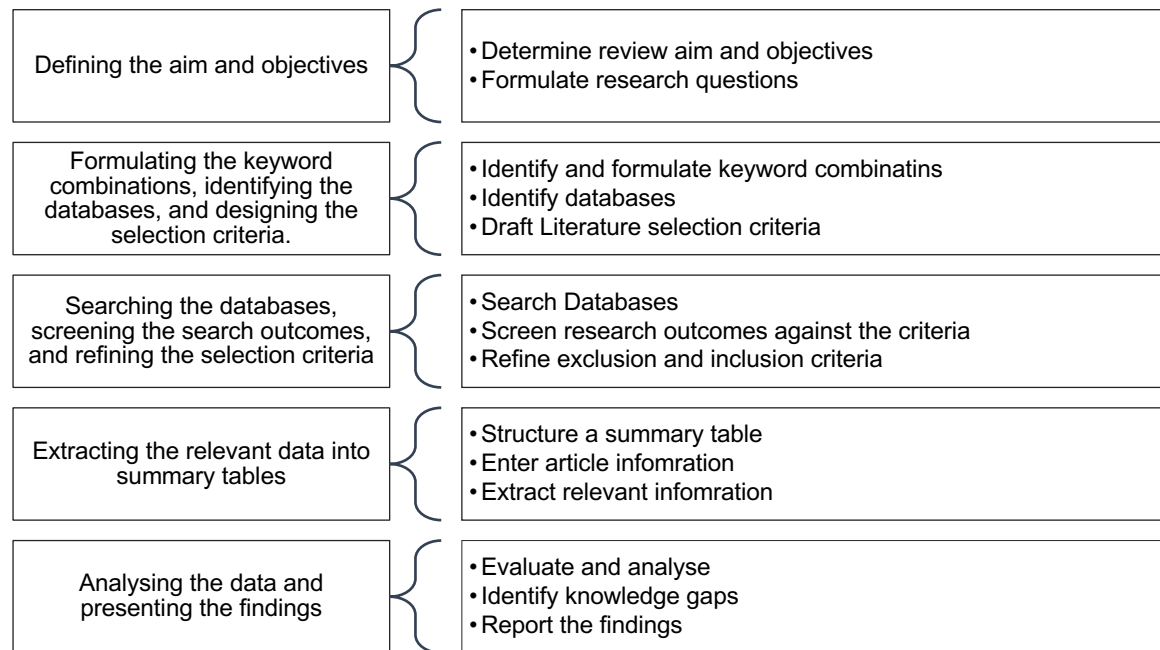 Defining the aim and objectives
•Determine review aim and objectives
•Formulate research questions
Formulating the keyword
combinations, identifying the
databases, and designing the
selection criteria.
•Identify and formulate keyword combinatins
•Identify databases
•Draft Literature selection criteria
Searching the databases,
screening the search outcomes,
and refining the selection criteria
•Search Databases
•Screen research outcomes against the criteria
•Refine exclusion and inclusion criteria
Extracting the relevant data into
summary tables
•Structure a summary table
•Enter article infomration
•Extract relevant infomration
Analysing the data and
presenting the findings
•Evaluate and analyse
•Identify knowledge gaps
•Report the findings